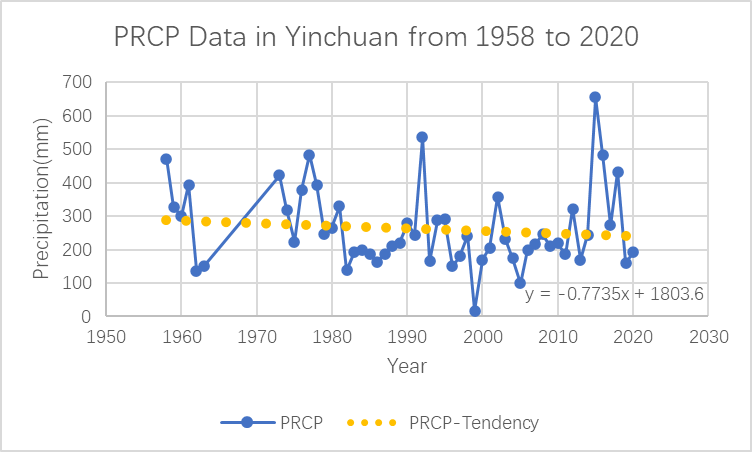 PRCP Data in Yinchuan from 1958 to 2020
700
600
500
400
300
200
100
0
Precipitation(mm)
y = -0.7735x + 1803.6
1950 1960 1970 1980 1990 2000 2010 2020 2030
Year
PRCP PRCP-Tendency